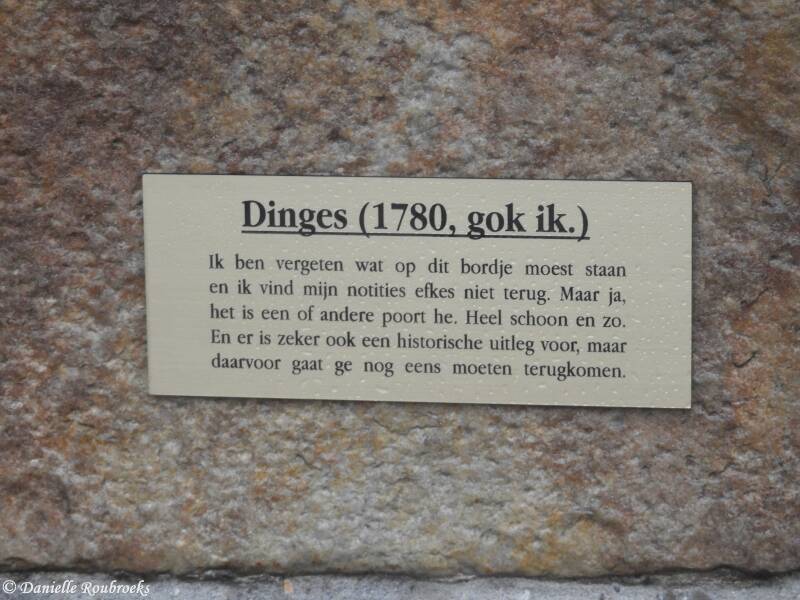 Dinges (1780, gok ik.)
Ik ben vergeten wat op dit bordje moest staan
en ik vind mijn notities efkes niet terug. Maar ja,
het is een of andere poort he. Heel schoon en zo.
En er is zeker ook een historische uitleg voor, maar
daarvoor gaat ge nog eens moeten terugkomen.
© Danielle Roubroeks